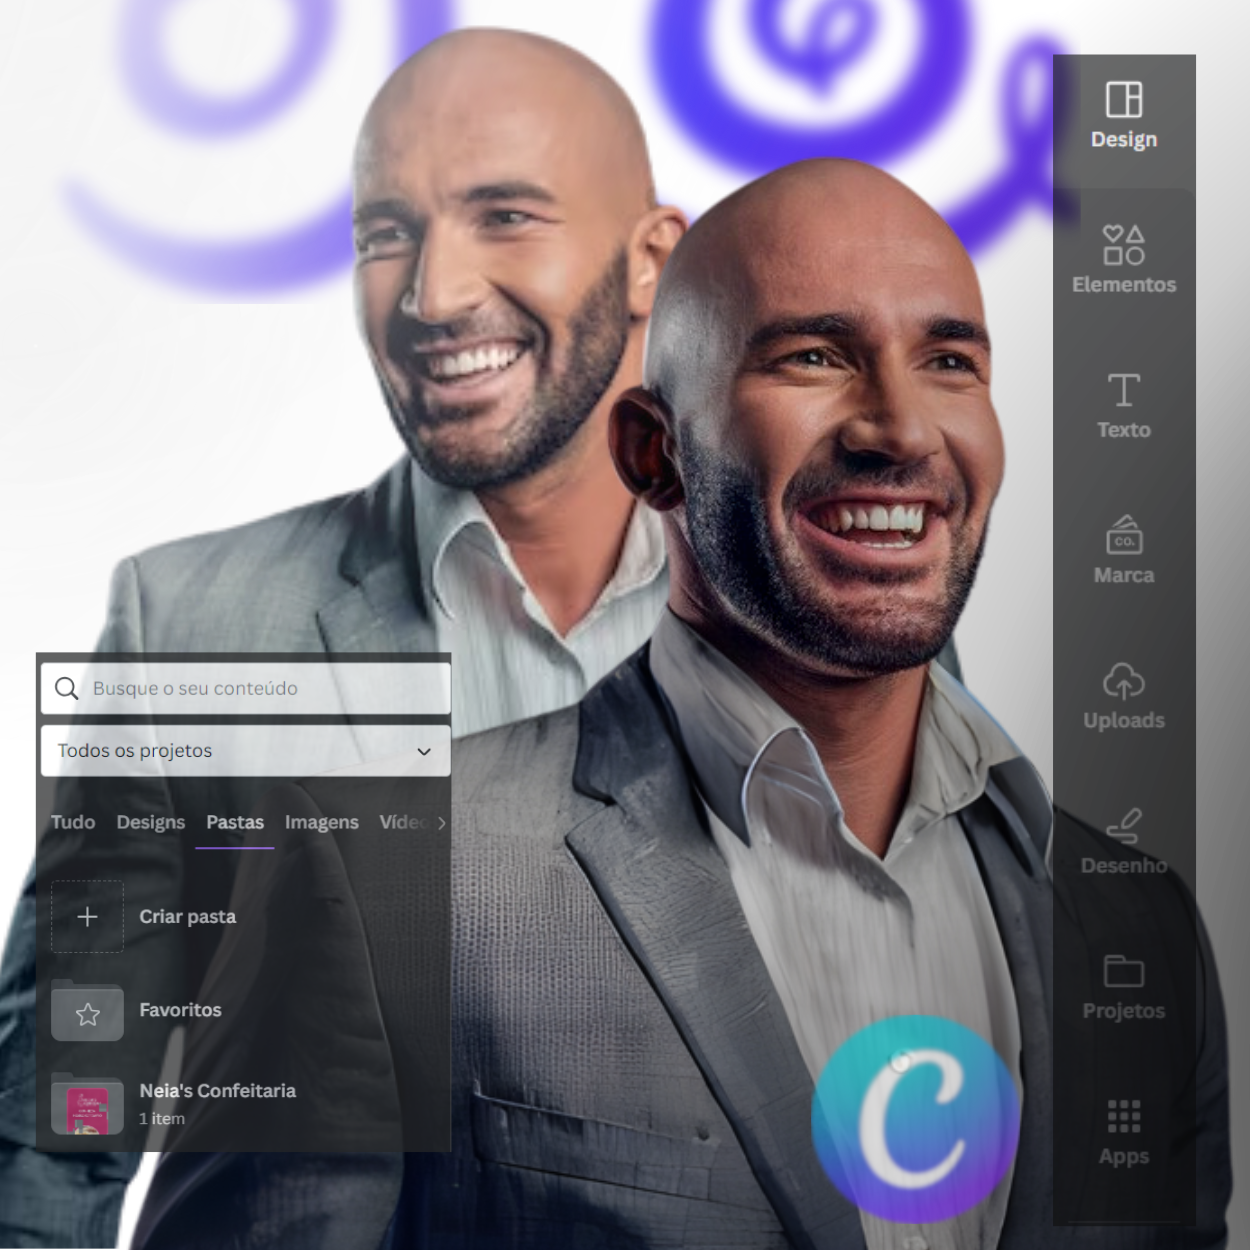 Design
Elementos
Texto
CO.
Marca
Uploads
Desenho
Projetos
Apps
Busque o seu conteúdo
Todos os projetos
Tudo Designs Pastas Imagens
Criar pasta
Favoritos
Neia's Confeitaria
1 item
C